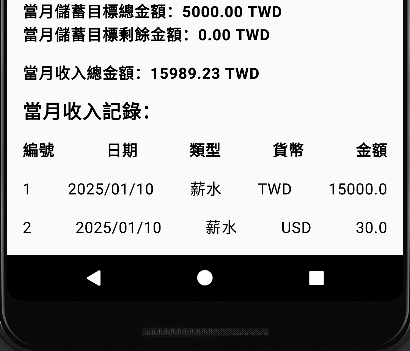 當月儲蓄目標總金額：5000.00 TWD
當月儲蓄目標剩餘金額：0.00 TWD
當月收入總金額：15989.23 TWD
當月收入記錄：
編號 日期 類型 貨幣 金額
1 2025/01/10 薪水 TWD 15000.0
2 2025/01/10 薪水 USD 30.0